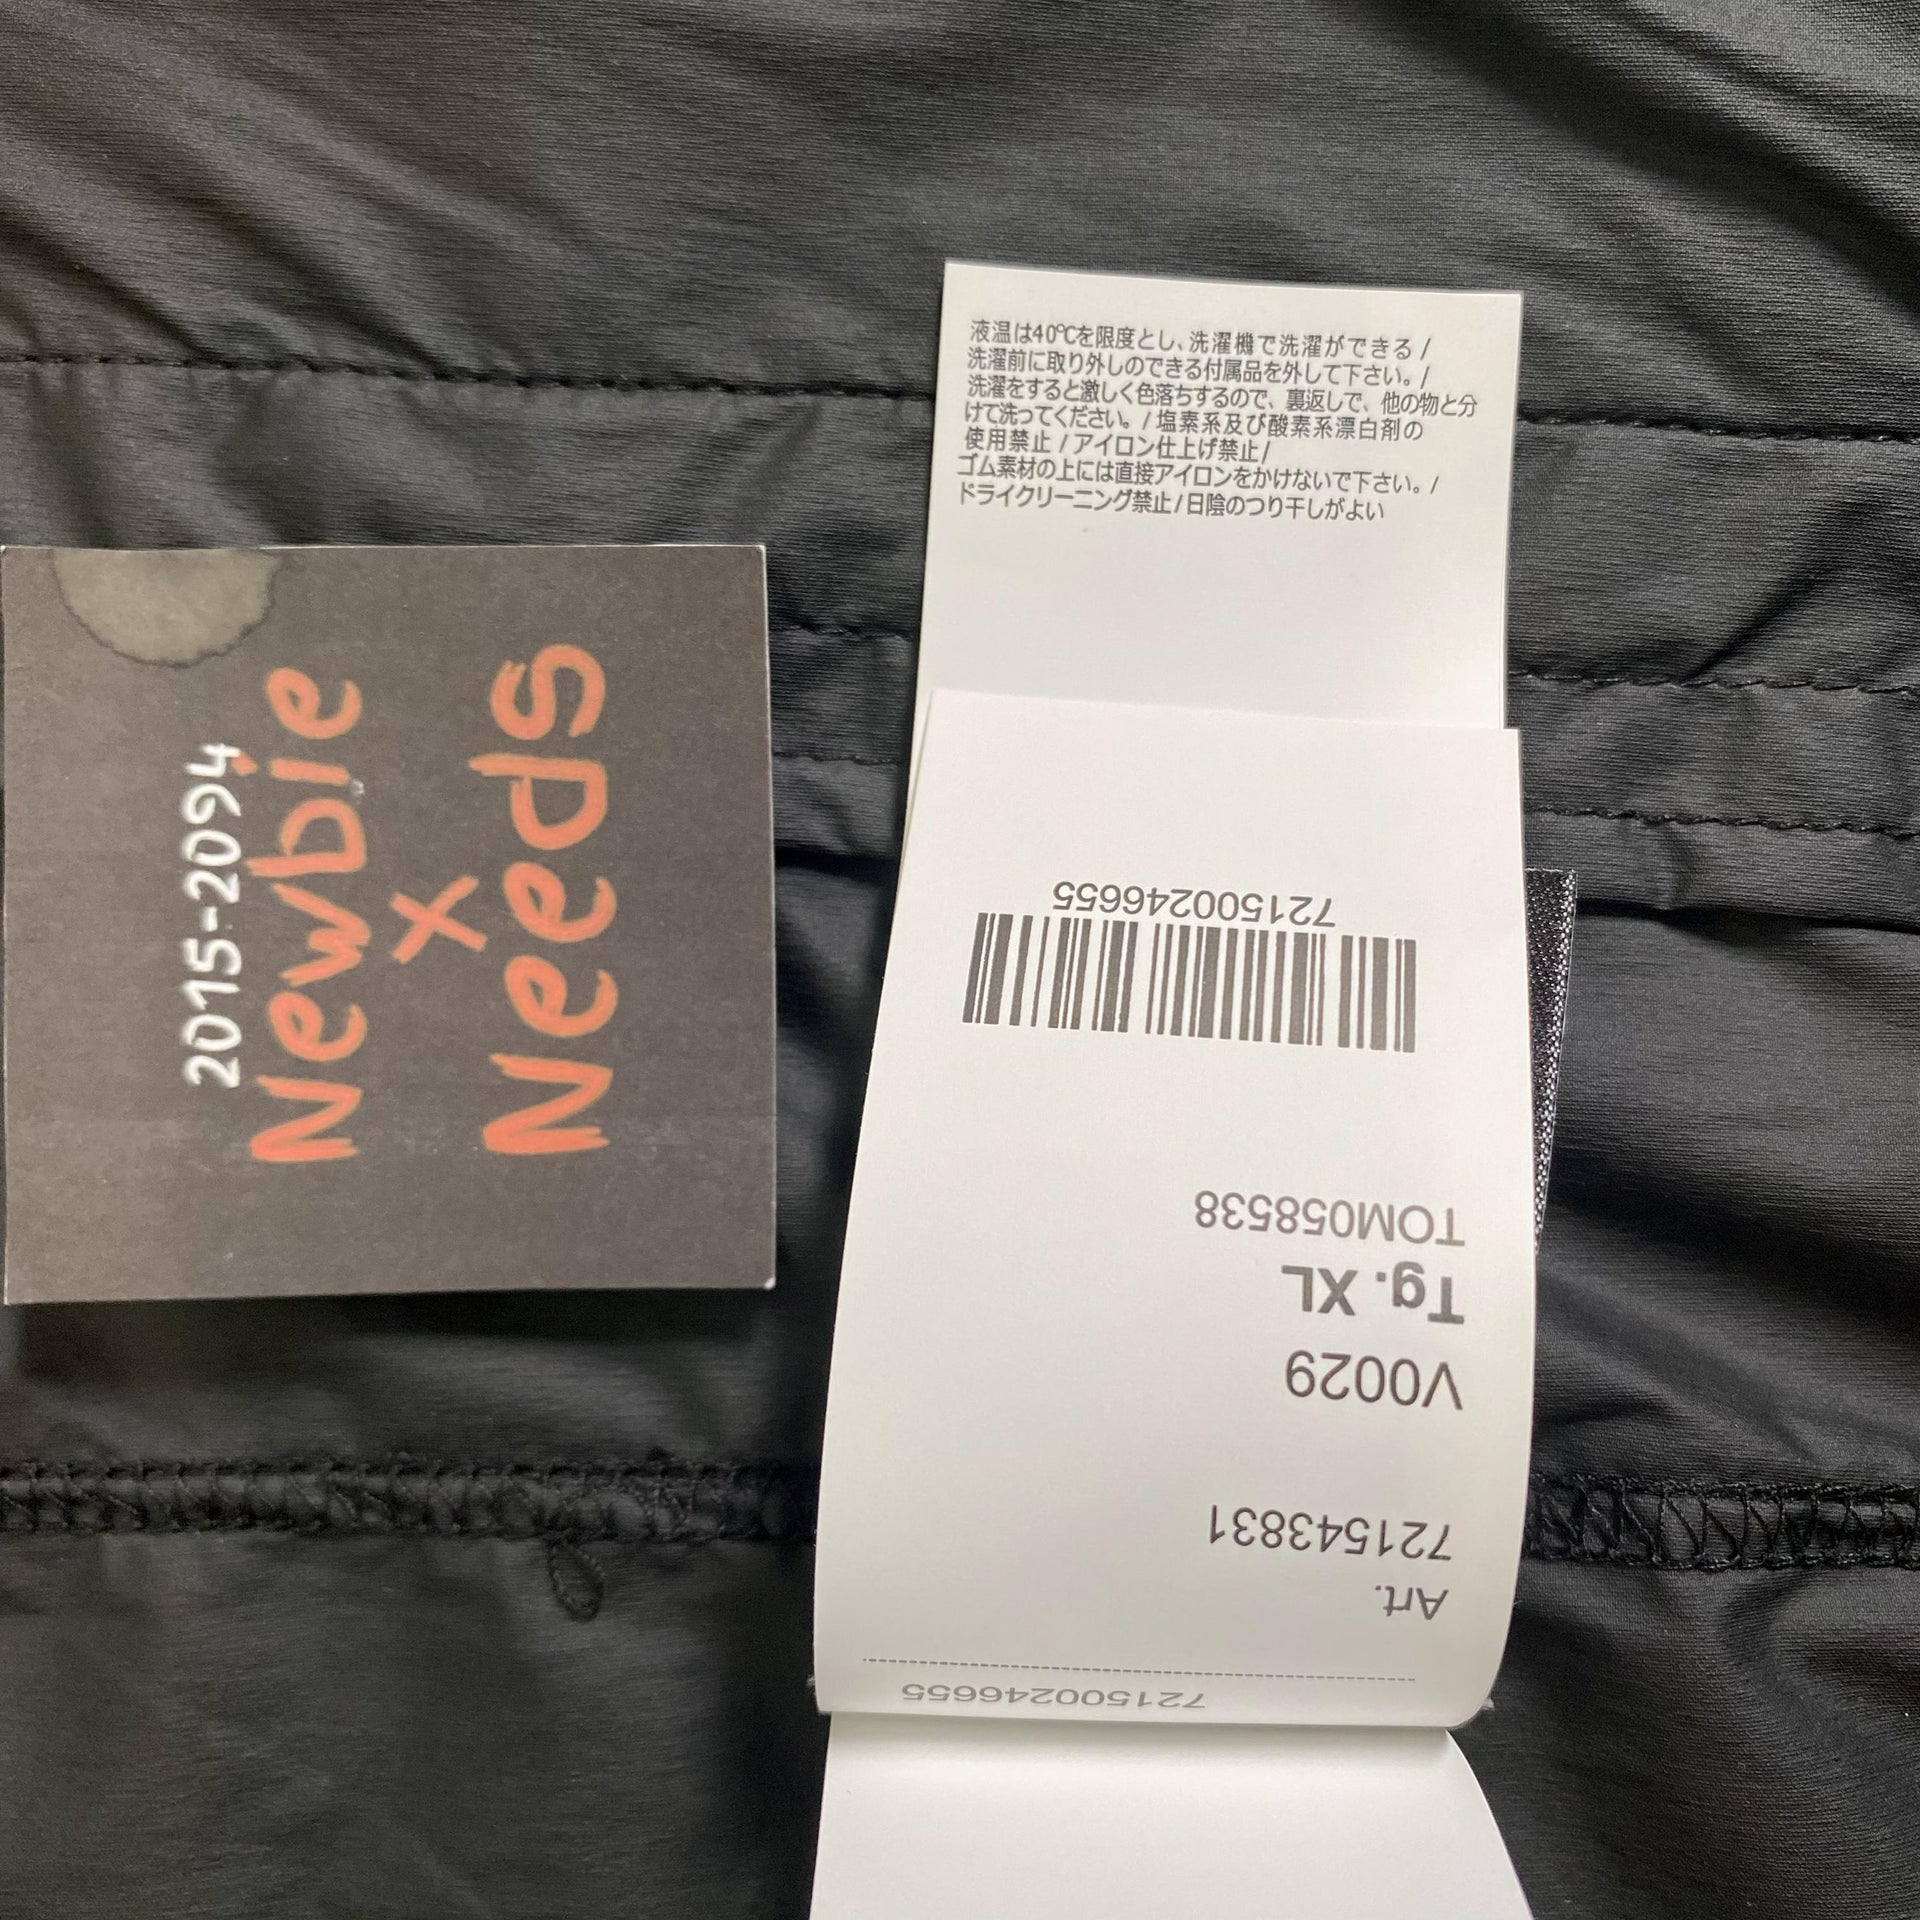 液温は40℃を限度とし、洗濯機で洗濯ができる /
洗濯前に取り外しのできる付属品を外して下さい。/
洗濯をすると激しく色落ちするので、裏返しで、他の物と分
けて洗ってください。/ 塩素系及び酸素系漂白剤の
使用禁止 / アイロン仕上げ禁止/
ゴム素材の上には直接アイロンをかけないで下さい。/
ドライクリーニング禁止/日陰のつり干しがよい
2015-2094
Newbie
x
Needs
721500246655
Art.
721543831
V0029
Tg. XL
TOM058538
721500246655